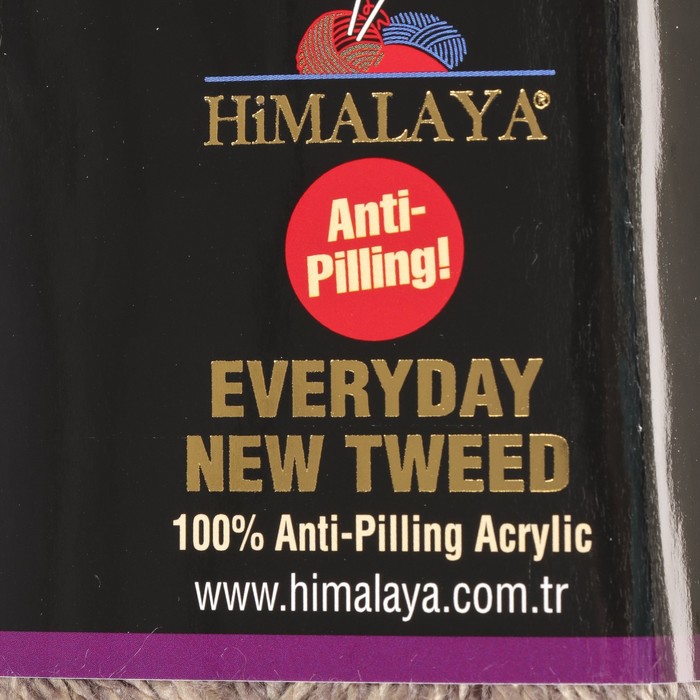 HiMALAYA®
Anti-
Pilling!
EVERYDAY
NEW TWEED
100% Anti-Pilling Acrylic
www.himalaya.com.tr